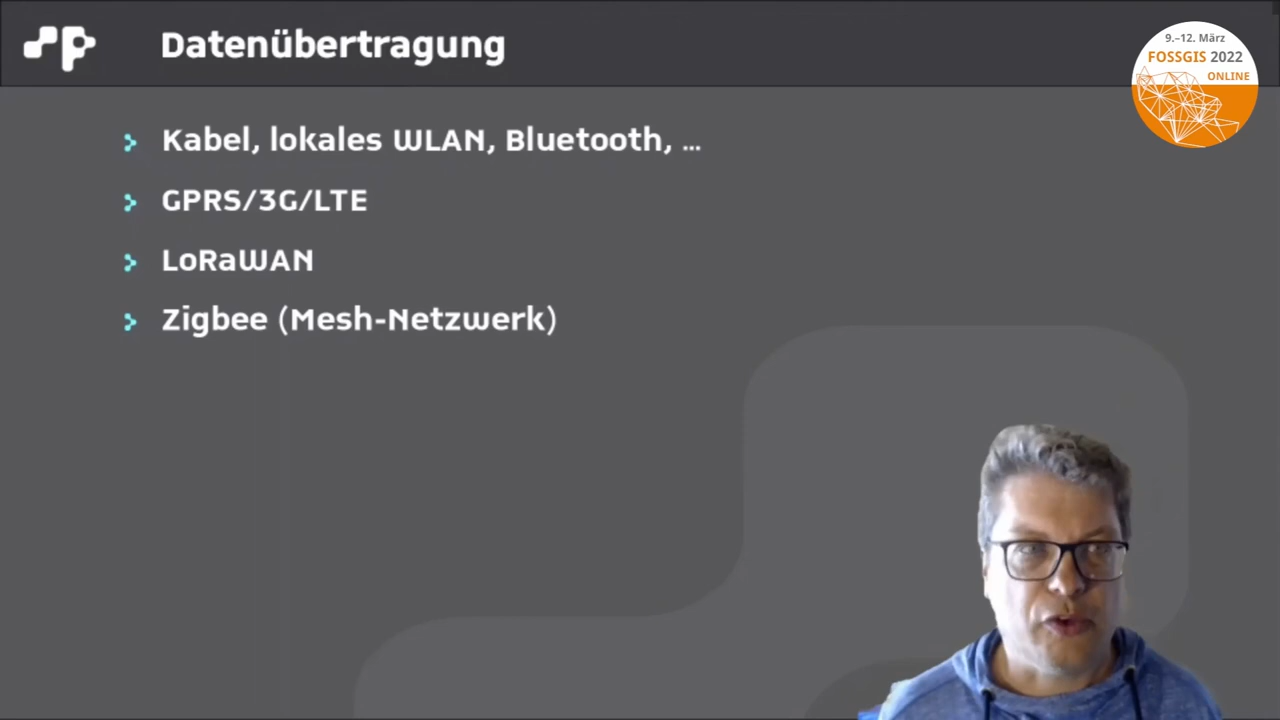 Datenübertragung
9.–12. März
FOSSGIS 2022
ONLINE
Kabel, lokales WLAN, Bluetooth, ...
GPRS/3G/LTE
LoRaWAN
Zigbee (Mesh-Netzwerk)